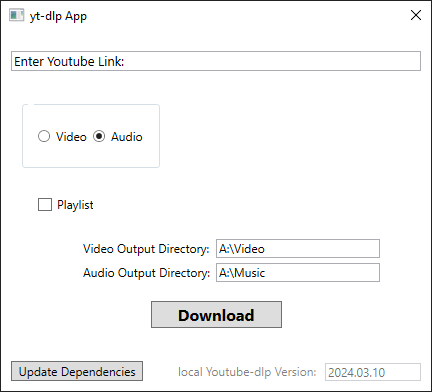 yt-dlp App
Enter Youtube Link:
Video Audio
Playlist
Video Output Directory: A:\Video
Audio Output Directory: A:\Music
Download
Update Dependencies local Youtube-dlp Version: 2024.03.10